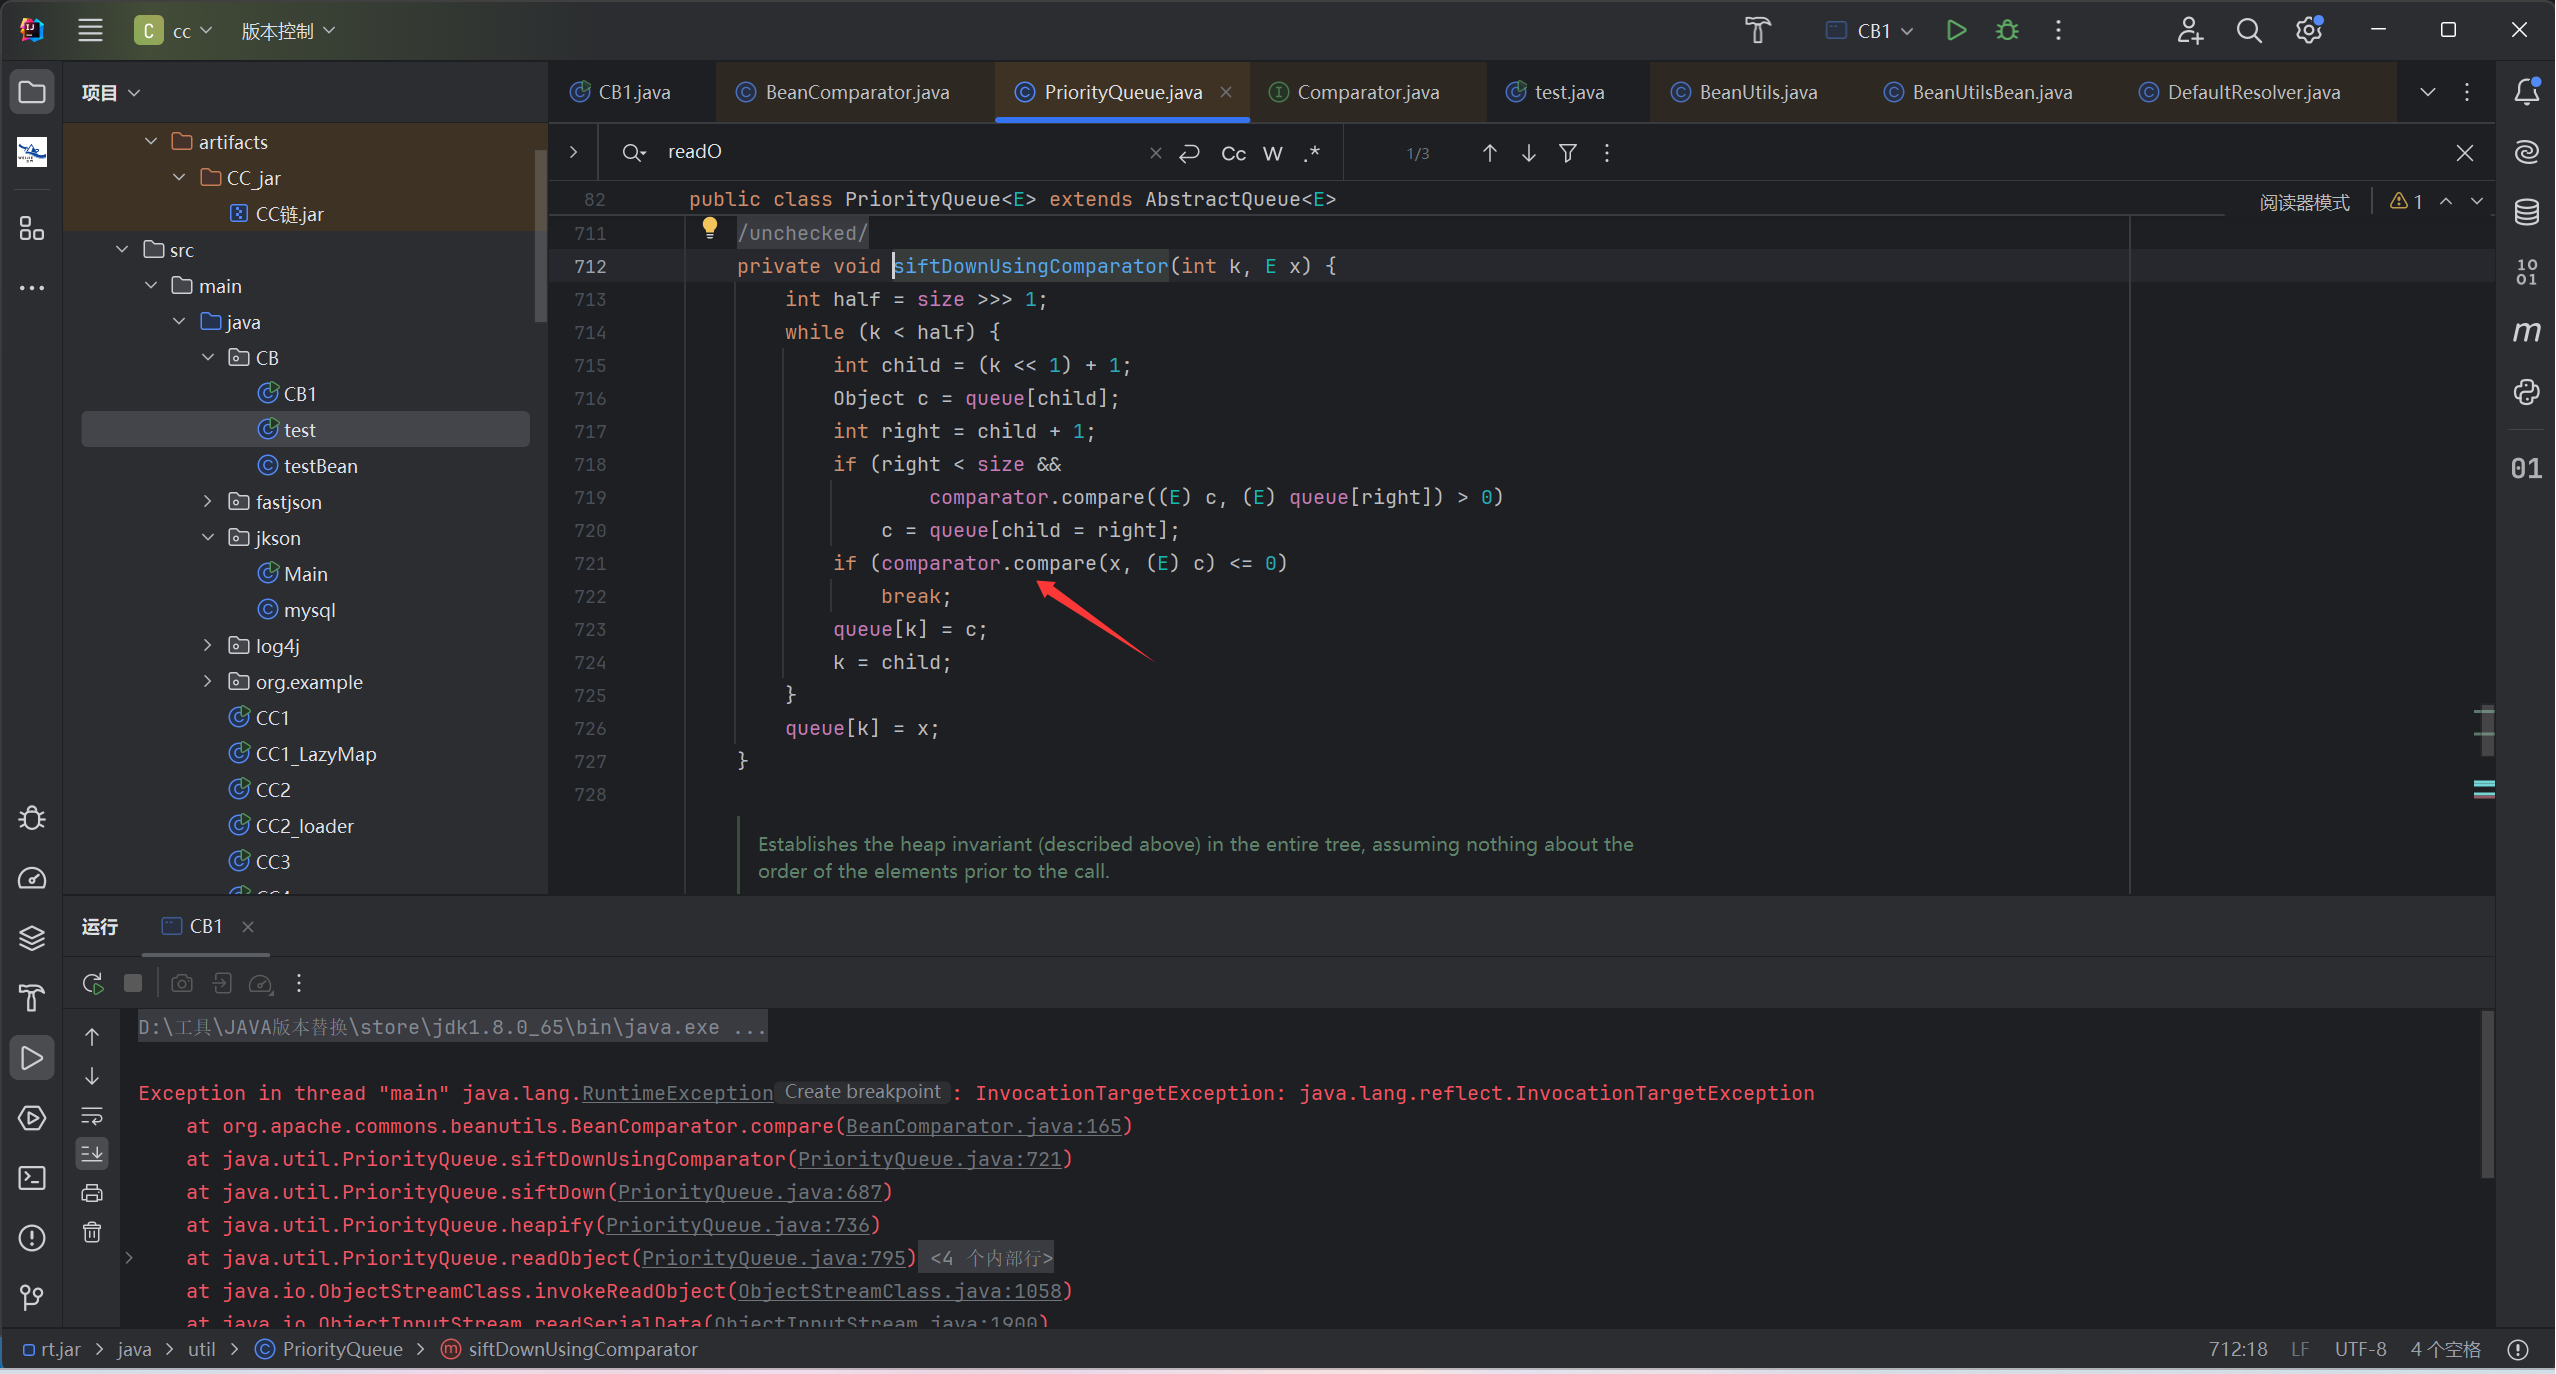 C cc 版本控制 CB1
项目
CB1.java BeanComparator.java PriorityQueue.java Comparator.java test.java BeanUtils.java BeanUtilsBean.java DefaultResolver.java
artifacts
CC_jar
CC链.jar
src
main
java
CB
CB1
test
testBean
fastjson
jkson
Main
mysql
log4j
org.example
CC1
CC1_LazyMap
CC2
CC2_loader
CC3
readO Cc W .* 1/3
82 public class PriorityQueue<E> extends AbstractQueue<E>
阅读器模式 1
711 /unchecked/
712 private void siftDownUsingComparator(int k, E x) {
713 int half = size >>> 1;
714 while (k < half) {
715 int child = (k << 1) + 1;
716 Object c = queue[child];
717 int right = child + 1;
718 if (right < size &&
719 comparator.compare((E) c, (E) queue[right]) > 0)
720 c = queue[child = right];
721 if (comparator.compare(x, (E) c) <= 0)
722 break;
723 queue[k] = c;
724 k = child;
725 }
726 queue[k] = x;
727 }
728
Establishes the heap invariant (described above) in the entire tree, assuming nothing about the
order of the elements prior to the call.
10
01
m
01
运行 CB1
D:\工具\JAVA版本替换\store\jdk1.8.0_65\bin\java.exe ...
Exception in thread "main" java.lang.RuntimeException Create breakpoint : InvocationTargetException: java.lang.reflect.InvocationTargetException
at org.apache.commons.beanutils.BeanComparator.compare(BeanComparator.java:165)
at java.util.PriorityQueue.siftDownUsingComparator(PriorityQueue.java:721)
at java.util.PriorityQueue.siftDown(PriorityQueue.java:687)
at java.util.PriorityQueue.heapify(PriorityQueue.java:736)
at java.util.PriorityQueue.readObject(PriorityQueue.java:795) <4 个内部行>
at java.io.ObjectStreamClass.invokeReadObject(ObjectStreamClass.java:1058)
at java.io.ObjectInputStream.readSerialData(ObjectInputStream.java:1900)
rt.jar java util PriorityQueue siftDownUsingComparator
712:18 LF UTF-8 4 个空格